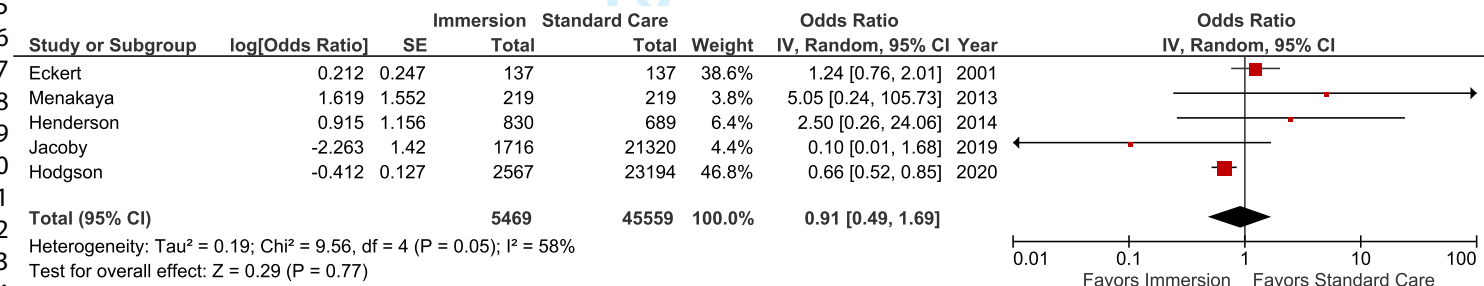 Immersion Standard Care Odds Ratio Odds Ratio
Study or Subgroup log[Odds Ratio] SE Total Total Weight IV, Random, 95% CI Year IV, Random, 95% CI
Eckert 0.212 0.247 137 137 38.6% 1.24 [0.76, 2.01] 2001
Menakaya 1.619 1.552 219 219 3.8% 5.05 [0.24, 105.73] 2013
Henderson 0.915 1.156 830 689 6.4% 2.50 [0.26, 24.06] 2014
Jacoby -2.263 1.42 1716 21320 4.4% 0.10 [0.01, 1.68] 2019
Hodgson -0.412 0.127 2567 23194 46.8% 0.66 [0.52, 0.85] 2020
Total (95% CI) 5469 45559 100.0% 0.91 [0.49, 1.69]
Heterogeneity: Tau² = 0.19; Chi² = 9.56, df = 4 (P = 0.05); I² = 58%
Test for overall effect: Z = 0.29 (P = 0.77)
0.01 0.1 1 10 100
Favors Immersion Favors Standard Care